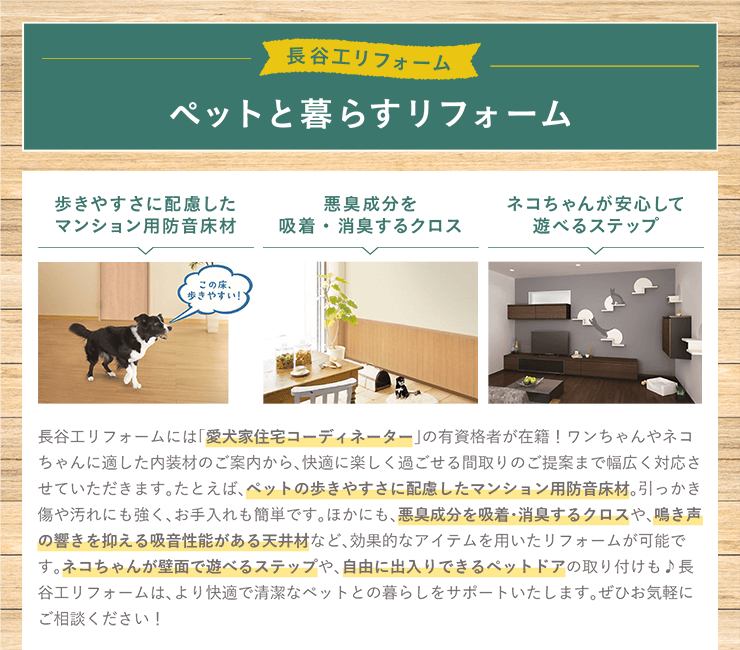 長谷工リフォーム
ペットと暮らすリフォーム
歩きやすさに配慮した
マンション用防音床材
悪臭成分を
吸着・消臭するクロス
ネコちゃんが安心して
遊べるステップ
この床、
歩きやすい!
長谷工リフォームには「愛犬家住宅コーディネーター」の有資格者が在籍！ワンちゃんやネコ
ちゃんに適した内装材のご案内から、快適に楽しく過ごせる間取りのご提案まで幅広く対応さ
せていただきます。たとえば、ペットの歩きやすさに配慮したマンション用防音床材。引っかき
傷や汚れにも強く、お手入れも簡単です。ほかにも、悪臭成分を吸着・消臭するクロスや、鳴き声
の響きを抑える吸音性能がある天井材など、効果的なアイテムを用いたリフォームが可能で
す。ネコちゃんが壁面で遊べるステップや、自由に出入りできるペットドアの取り付けも♪長
谷工リフォームは、より快適で清潔なペットとの暮らしをサポートいたします。ぜひお気軽に
ご相談ください！